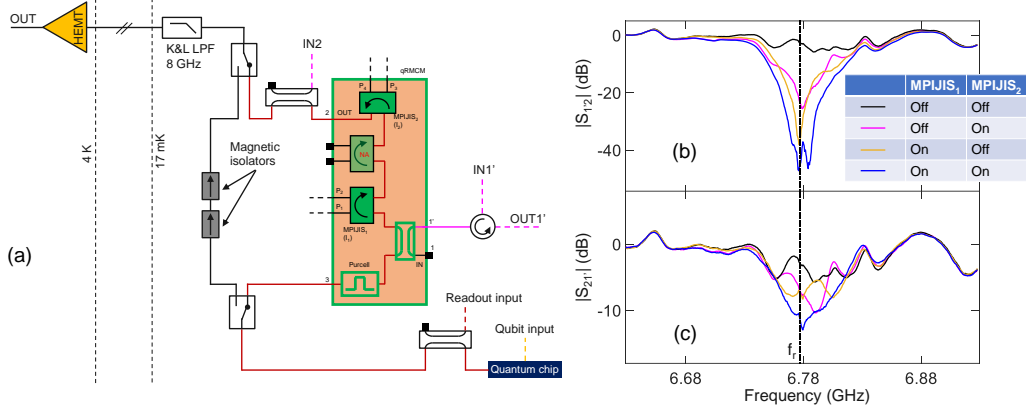 OUT
HEMT
K&L LPF
8 GHz
IN2
qRMCM
P4
P3
2
OUT
MPIJIS2
(I2)
4 K
17 mK
Magnetic
isolators
NA
P2
P1
MPIJIS1
(I1)
IN1'
OUT1'
1'
1
IN
(a)
Purcell
3
Readout input
Qubit input
Quantum chip
|S1'2| (dB)
0
-20
-40
(b)
MPIJIS1 MPIJIS2
Off Off
Off On
On Off
On On
|S21'| (dB)
0
-10
(c)
fr
6.68 6.78 6.88
Frequency (GHz)